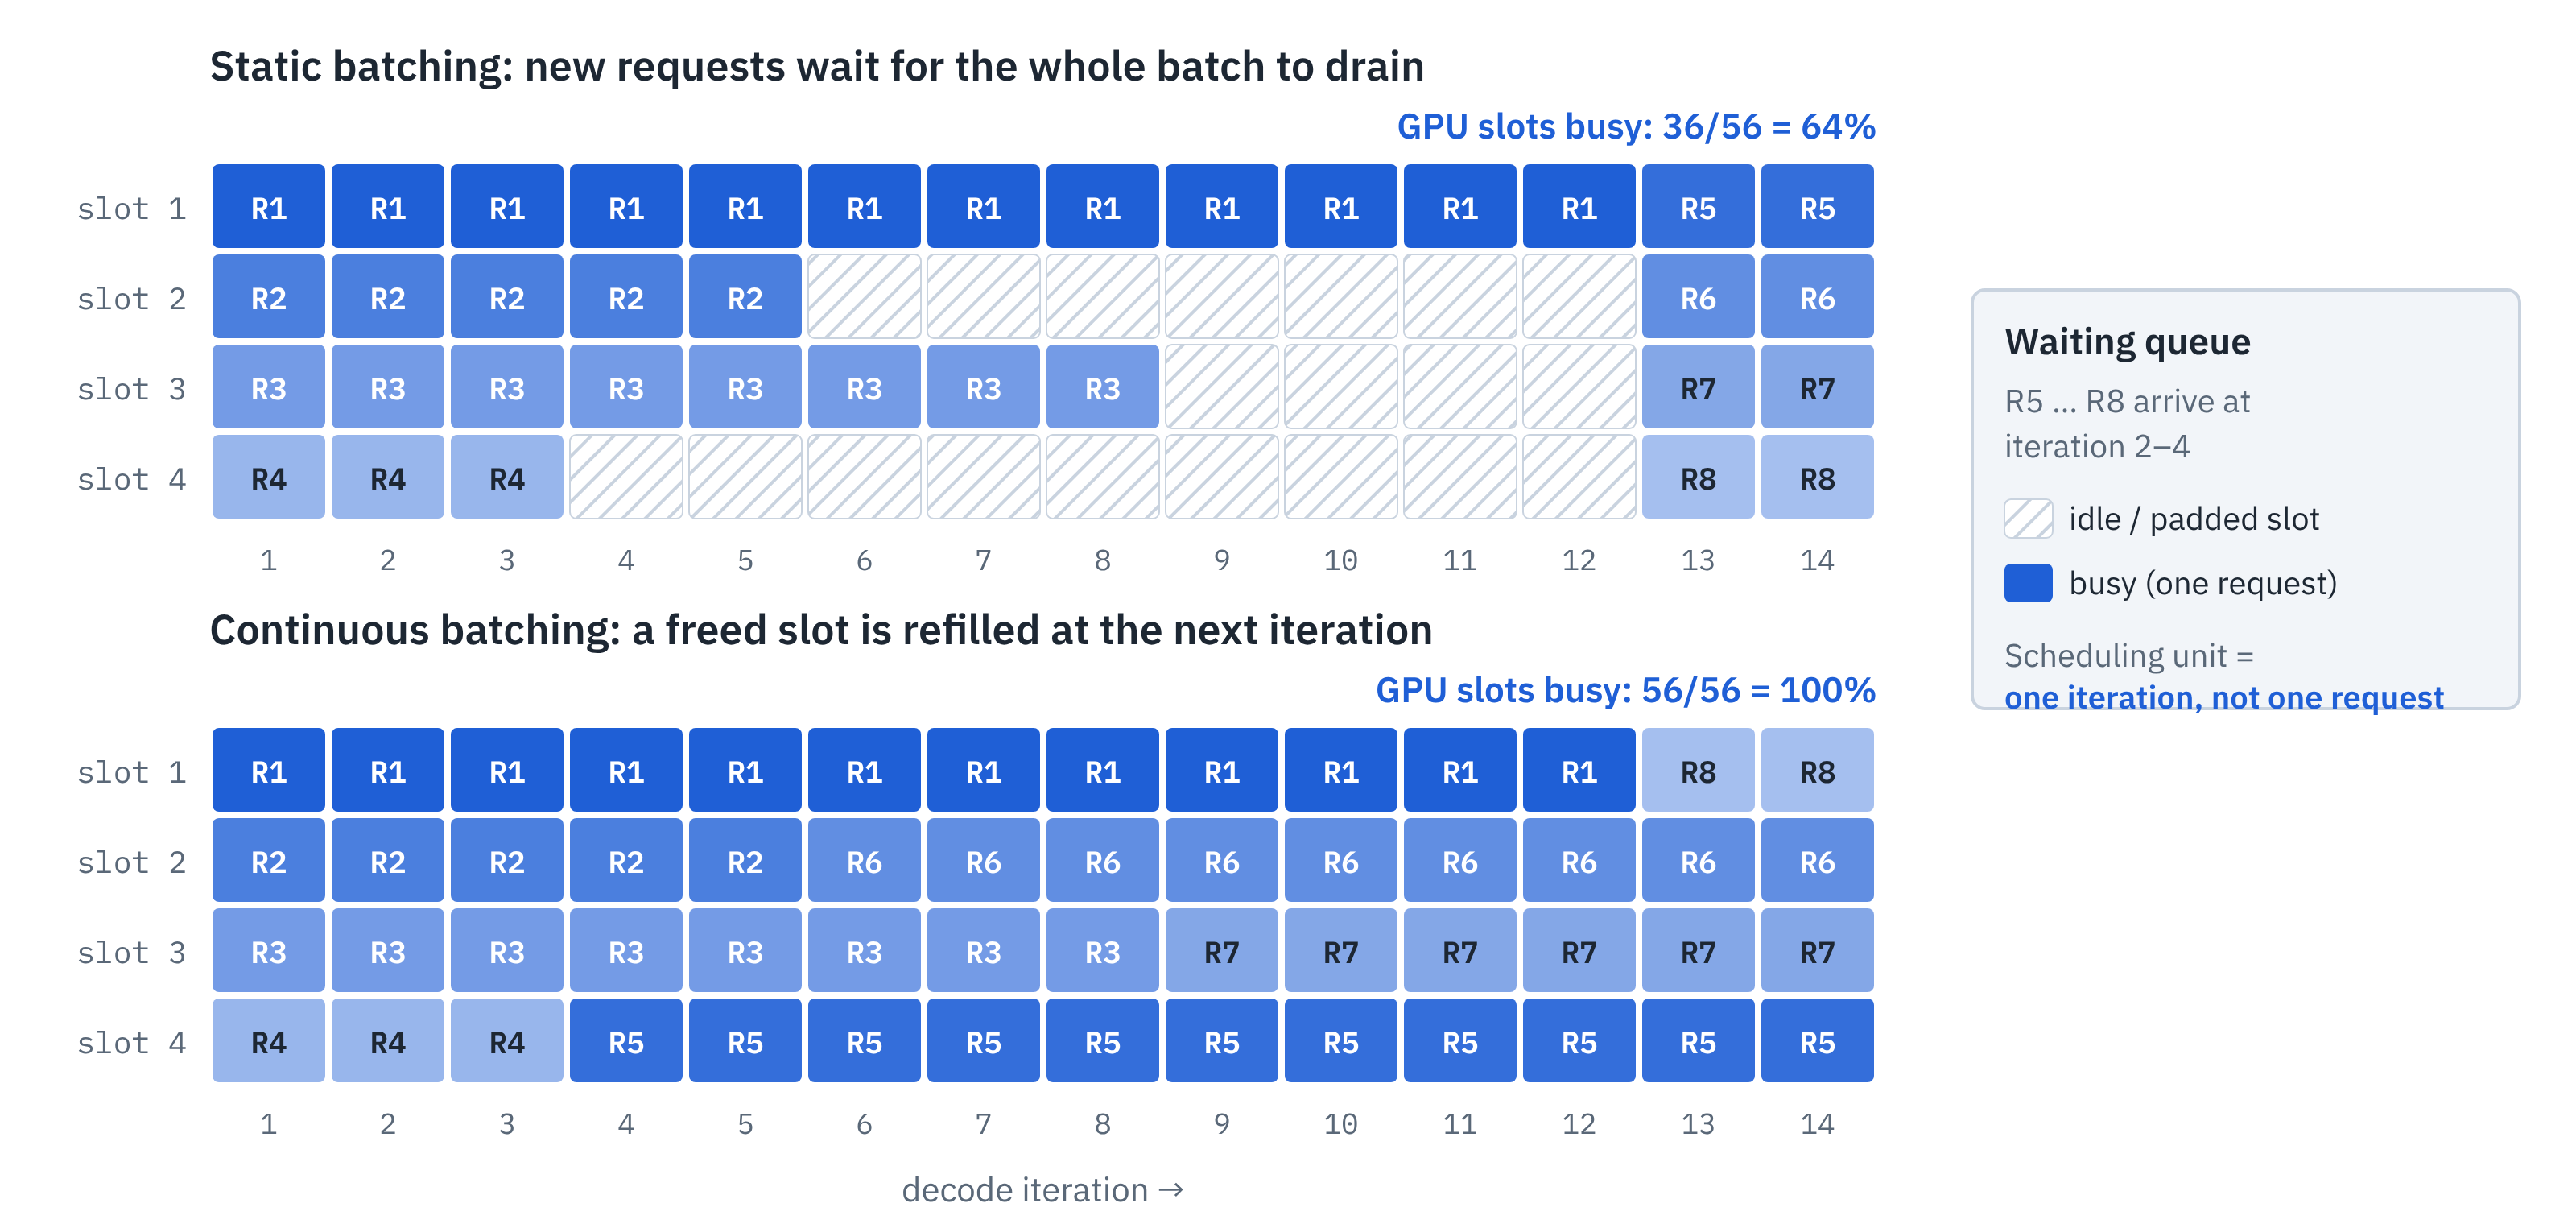 Static batching: new requests wait for the whole batch to drain
GPU slots busy: 36/56 = 64%
slot 1 R1 R1 R1 R1 R1 R1 R1 R1 R1 R1 R1 R1 R5 R5
slot 2 R2 R2 R2 R2 R2 R6 R6
slot 3 R3 R3 R3 R3 R3 R3 R3 R3 R7 R7
slot 4 R4 R4 R4 R8 R8
1 2 3 4 5 6 7 8 9 10 11 12 13 14
Continuous batching: a freed slot is refilled at the next iteration
GPU slots busy: 56/56 = 100%
slot 1 R1 R1 R1 R1 R1 R1 R1 R1 R1 R1 R1 R1 R8 R8
slot 2 R2 R2 R2 R2 R2 R6 R6 R6 R6 R6 R6 R6 R6 R6
slot 3 R3 R3 R3 R3 R3 R3 R3 R3 R7 R7 R7 R7 R7 R7
slot 4 R4 R4 R4 R5 R5 R5 R5 R5 R5 R5 R5 R5 R5 R5
1 2 3 4 5 6 7 8 9 10 11 12 13 14
decode iteration →
Waiting queue
R5 … R8 arrive at
iteration 2–4
idle / padded slot
busy (one request)
Scheduling unit =
one iteration, not one request